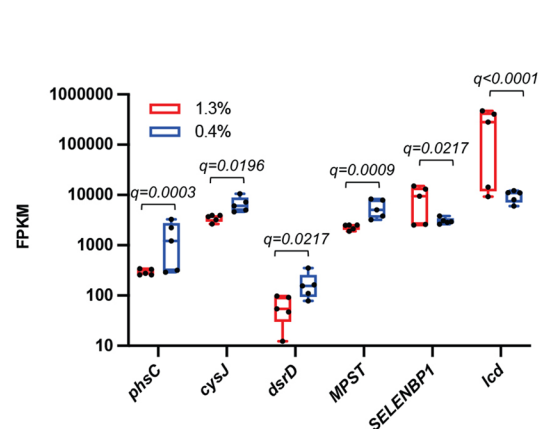 q<0.0001
1000000
1.3%
0.4%
100000
q=0.0217
q=0.0196
q=0.0009
q=0.0003
10000
FPKM
1000
q=0.0217
100
10
phsC
cysJ
dsrD
MPST
SELENBP1
lcd